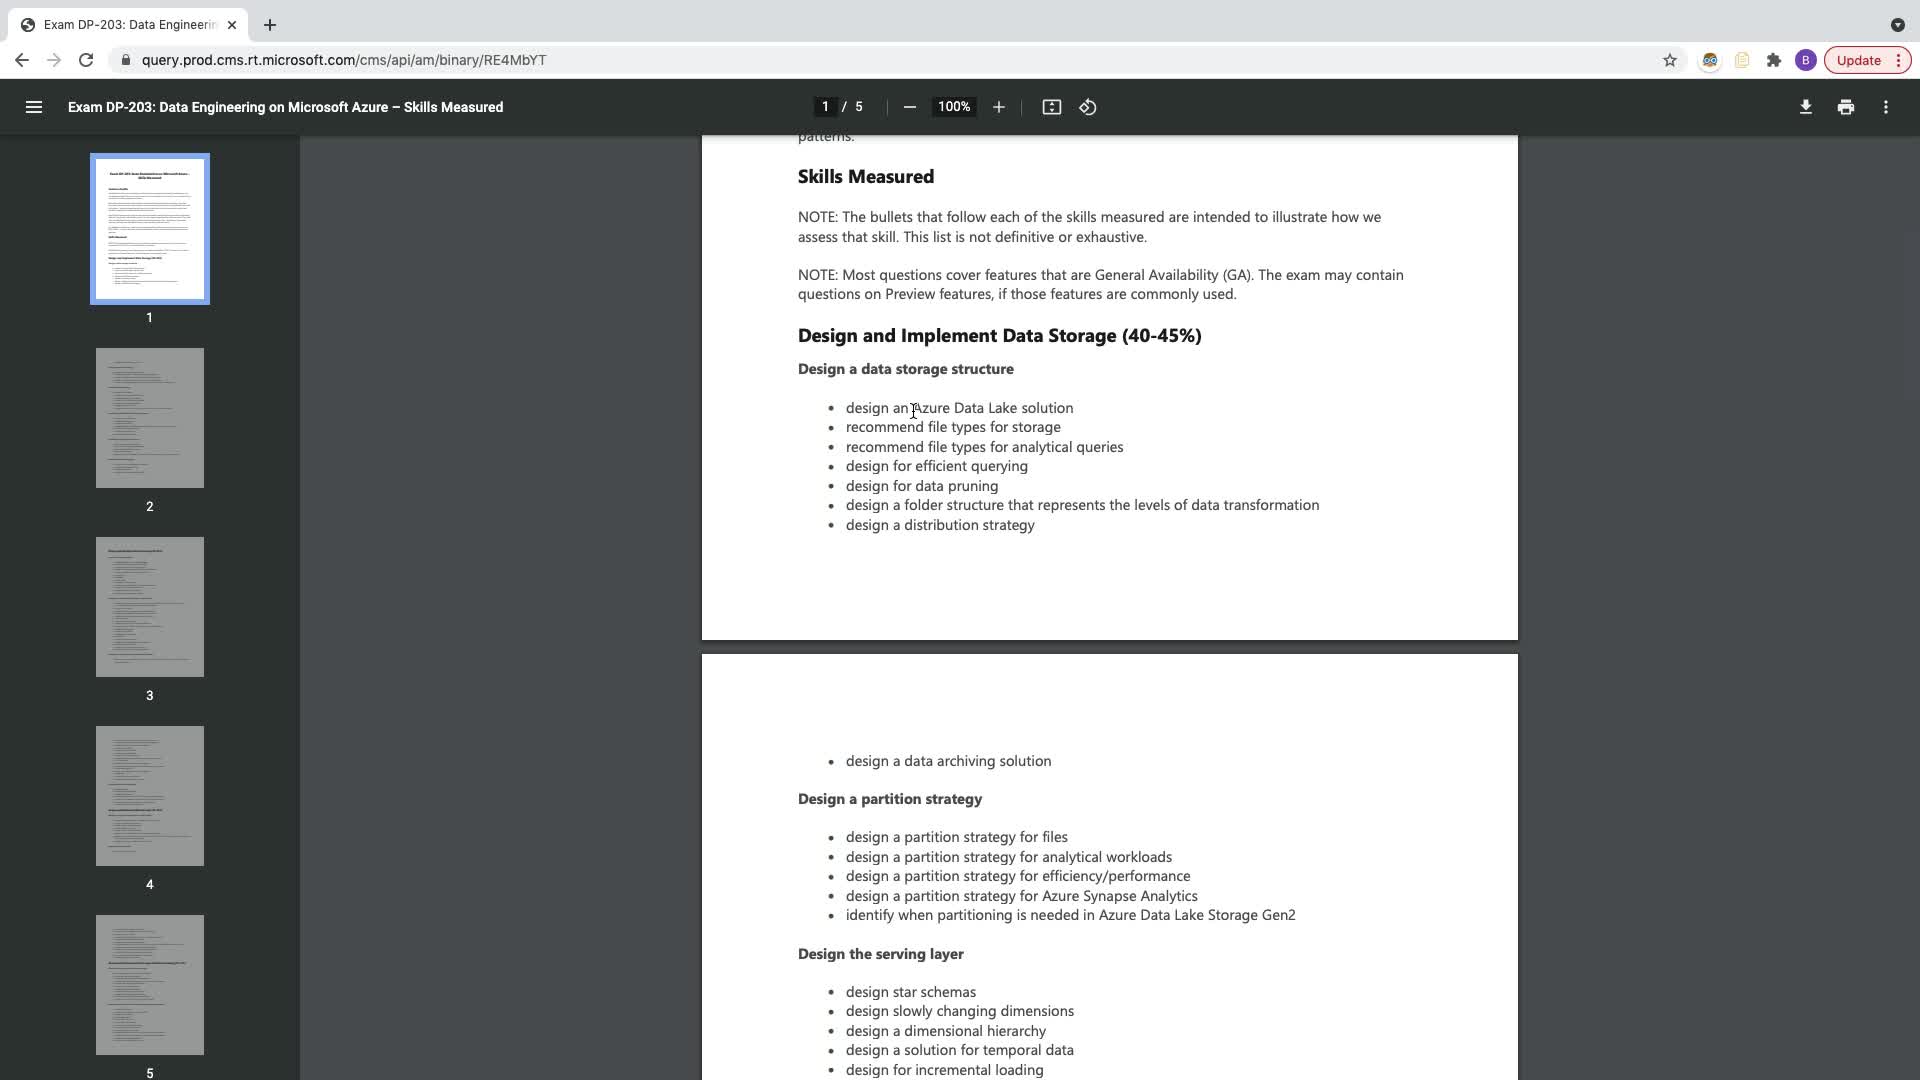 Exam DP-203: Data Engineerin
query.prod.cms.rt.microsoft.com/cms/api/am/binary/RE4MbYT
B
Update
Exam DP-203: Data Engineering on Microsoft Azure – Skills Measured
1 / 5
100%
1
2
3
4
5
patterns.
Skills Measured
NOTE: The bullets that follow each of the skills measured are intended to illustrate how we
assess that skill. This list is not definitive or exhaustive.
NOTE: Most questions cover features that are General Availability (GA). The exam may contain
questions on Preview features, if those features are commonly used.
Design and Implement Data Storage (40-45%)
Design a data storage structure
• design an Azure Data Lake solution
• recommend file types for storage
• recommend file types for analytical queries
• design for efficient querying
• design for data pruning
• design a folder structure that represents the levels of data transformation
• design a distribution strategy
• design a data archiving solution
Design a partition strategy
• design a partition strategy for files
• design a partition strategy for analytical workloads
• design a partition strategy for efficiency/performance
• design a partition strategy for Azure Synapse Analytics
• identify when partitioning is needed in Azure Data Lake Storage Gen2
Design the serving layer
• design star schemas
• design slowly changing dimensions
• design a dimensional hierarchy
• design a solution for temporal data
• design for incremental loading